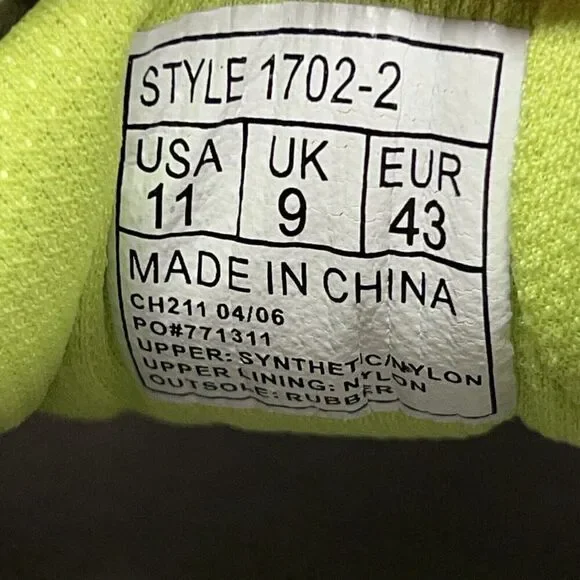 STYLE 1702-2
USA UK EUR
11 9 43
MADE IN CHINA
CH211 04/06
PO#771311
UPPER: SYNTHETIC/NYLON
UPPER LINING: NYLON
OUTSOLE: RUBBER